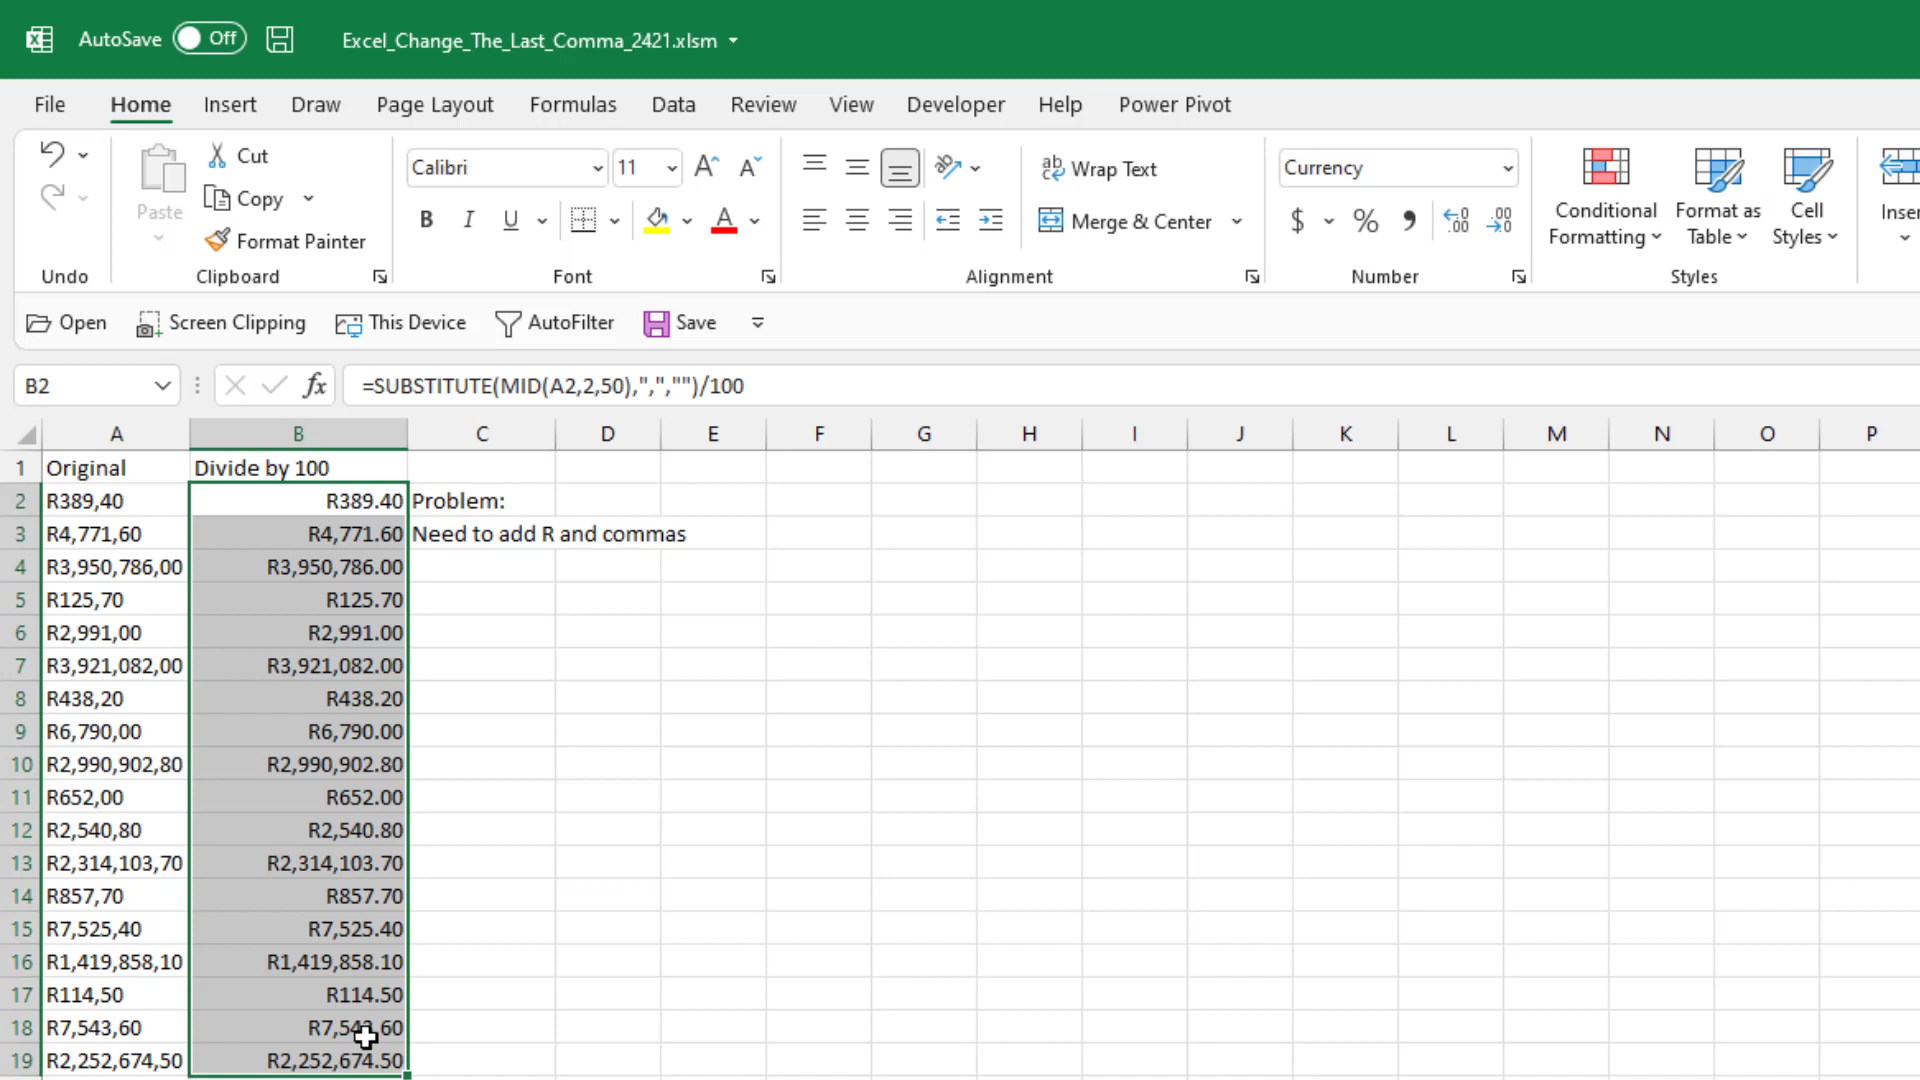 AutoSave Off Excel_Change_The_Last_Comma_2421.xlsm
File Home Insert Draw Page Layout Formulas Data Review View Developer Help Power Pivot
Paste Cut Copy Format Painter
Calibri 11
B I U A
ab Wrap Text
Merge & Center
Currency
$ % 9 .00 .00
Conditional Formatting Format as Table Cell Styles
Undo Clipboard Font Alignment Number Styles
Open Screen Clipping This Device AutoFilter Save
B2 fx =SUBSTITUTE(MID(A2,2,50),",","")/100
A B C D E F G H I J K L M N O P
1 Original Divide by 100
2 R389,40 R389.40 Problem:
3 R4,771,60 R4,771.60 Need to add R and commas
4 R3,950,786,00 R3,950,786.00
5 R125,70 R125.70
6 R2,991,00 R2,991.00
7 R3,921,082,00 R3,921,082.00
8 R438,20 R438.20
9 R6,790,00 R6,790.00
10 R2,990,902,80 R2,990,902.80
11 R652,00 R652.00
12 R2,540,80 R2,540.80
13 R2,314,103,70 R2,314,103.70
14 R857,70 R857.70
15 R7,525,40 R7,525.40
16 R1,419,858,10 R1,419,858.10
17 R114,50 R114.50
18 R7,543,60 R7,543.60
19 R2,252,674,50 R2,252,674.50